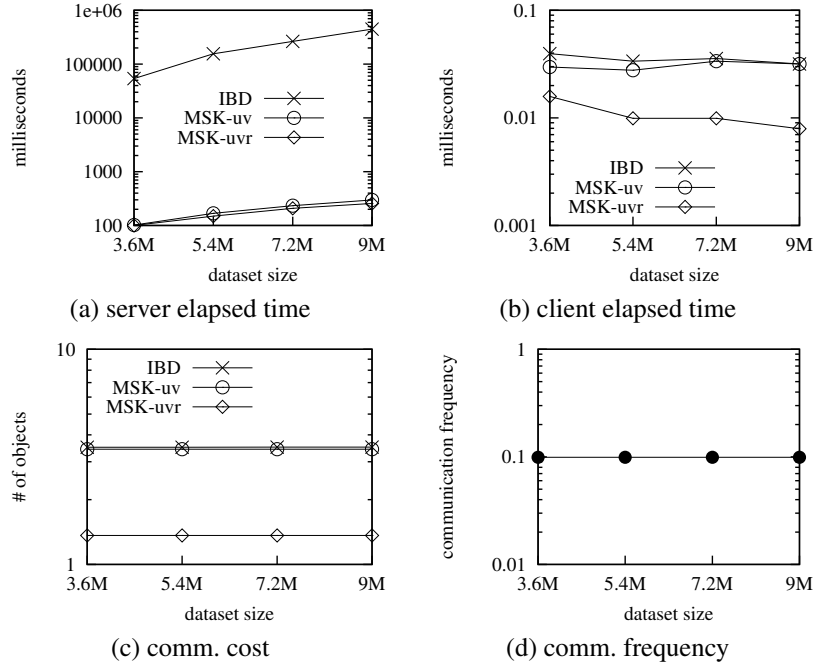 1e+06
100000
10000
1000
100
milliseconds
IBD
MSK-uv
MSK-uvr
3.6M 5.4M 7.2M 9M
dataset size
(a) server elapsed time
0.1
0.01
0.001
milliseconds
IBD
MSK-uv
MSK-uvr
3.6M 5.4M 7.2M 9M
dataset size
(b) client elapsed time
10
1
# of objects
IBD
MSK-uv
MSK-uvr
3.6M 5.4M 7.2M 9M
dataset size
(c) comm. cost
1
0.1
0.01
communication frequency
3.6M 5.4M 7.2M 9M
dataset size
(d) comm. frequency